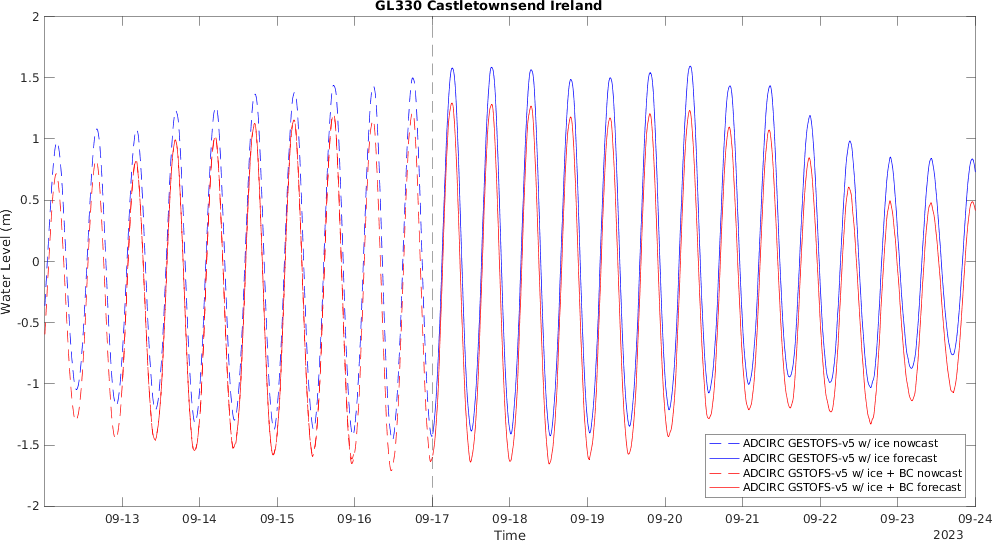 GL330 Castletownsend Ireland
2
1.5
1
0.5
0
-0.5
-1
-1.5
-2
Water Level (m)
ADCIRC GESTOFS-v5 w/ ice nowcast
ADCIRC GESTOFS-v5 w/ ice forecast
ADCIRC GSTOFS-v5 w/ ice + BC nowcast
ADCIRC GSTOFS-v5 w/ ice + BC forecast
09-13 09-14 09-15 09-16 09-17 09-18 09-19 09-20 09-21 09-22 09-23 09-24
Time
2023